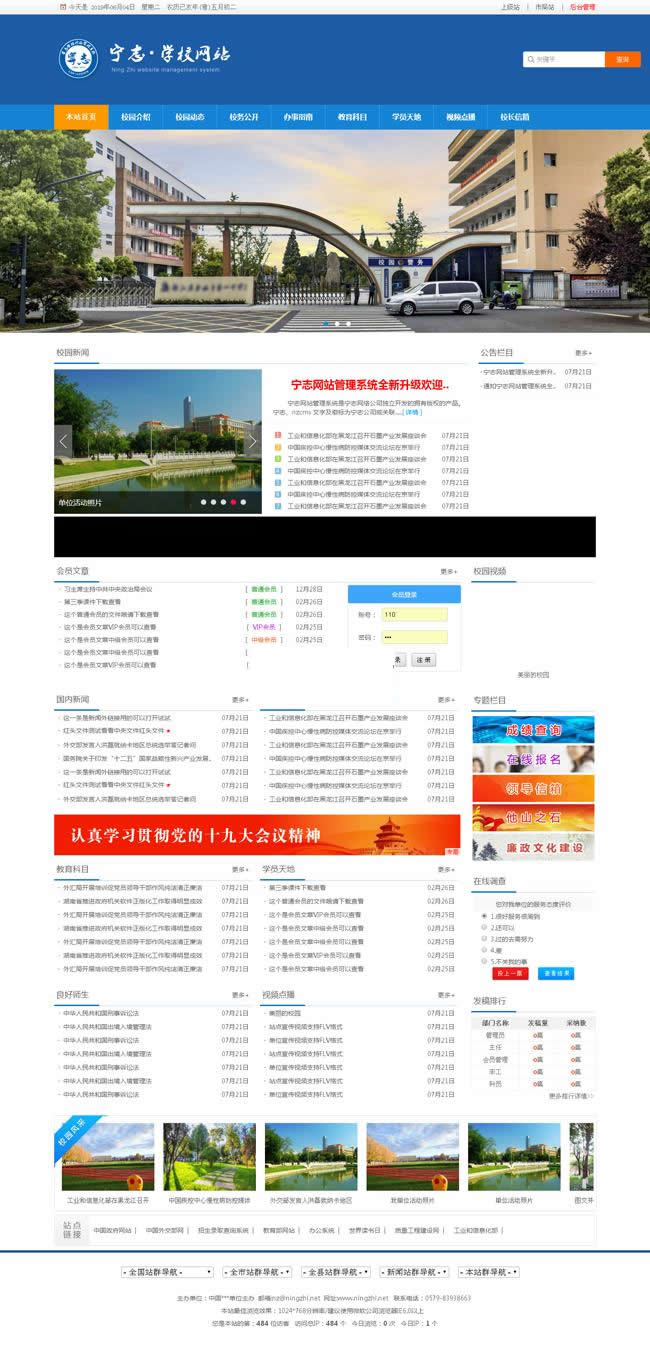 今天是 2019年06月04日 星期二 农历己亥年(猪)五月初二
上级站 | 市局站 | 后台管理
宁志·学校网站
Ning Zhi website management system
关键字 查询
本站首页 校园介绍 校园动态 校务公开 办事指南 教育科目 学员天地 视频点播 校长信箱
校园警务
校园新闻
公告栏目 更多+
单位活动照片
宁志网站管理系统全新升级欢迎..
宁志网站管理系统是宁志网络公司独立开发的拥有版权的产品。
宁志、nzcms 文字及徽标为宁志公司或关联.....[ 详情 ]
1 工业和信息化部在黑龙江召开石墨产业发展座谈会 07月21日
2 中国疾控中心慢性病防控媒体交流论坛在京举行 07月21日
3 工业和信息化部在黑龙江召开石墨产业发展座谈会 07月21日
4 中国疾控中心慢性病防控媒体交流论坛在京举行 07月21日
5 工业和信息化部在黑龙江召开石墨产业发展座谈会 07月21日
6 中国疾控中心慢性病防控媒体交流论坛在京举行 07月21日
7 工业和信息化部在黑龙江召开石墨产业发展座谈会 07月21日
·宁志网站管理系统全新升.. 07月21日
·通知宁志网站管理系统全.. 07月21日
会员文章 更多+
· 习主席主持中共中央政治局会议 [ 普通会员 ] 12月28日
· 第三季课件下载查看 [ 普通会员 ] 02月26日
· 这个普通会员的文件师请下载查看 [ 普通会员 ] 02月26日
· 这个是会员文章VIP会员可以查看 [ VIP会员 ] 02月25日
· 这个是会员文章中级会员可以查看 [ 中级会员 ] 02月25日
· 这个是会员文章中级会员可以查看 [
· 这个是会员文章VIP会员可以查看 [
会员登录
账号： 110
密码： •••
录 注 册
校园视频
美丽的校园
国内新闻 更多+
· 这一条是新闻外链接用的可以打开试试 07月21日
· 红头文件测试看看中央文件红头文件 ★ 07月21日
· 外交部发言人洪磊就纳卡地区总统选举答记者问 07月21日
· 国务院关于印发“十二五”国家战略性新兴产业发展.. 07月21日
· 这一条是新闻外链接用的可以打开试试 07月21日
· 红头文件测试看看中央文件红头文件 ★ 07月21日
· 外交部发言人洪磊就纳卡地区总统选举答记者问 07月21日
更多+
· 工业和信息化部在黑龙江召开石墨产业发展座谈会 07月21日
· 中国疾控中心慢性病防控媒体交流论坛在京举行 07月21日
· 工业和信息化部在黑龙江召开石墨产业发展座谈会 07月21日
· 中国疾控中心慢性病防控媒体交流论坛在京举行 07月21日
· 工业和信息化部在黑龙江召开石墨产业发展座谈会 07月21日
· 中国疾控中心慢性病防控媒体交流论坛在京举行 07月21日
· 工业和信息化部在黑龙江召开石墨产业发展座谈会 07月21日
专题栏目
成绩查询
在线报名
领导信箱
他山之石
廉政文化建设
认真学习贯彻党的十九大会议精神
专题
教育科目 更多+
· 外汇局开展培训促党员领导干部作风纯洁清正廉洁 07月21日
· 湖南省推进政府机关软件正版化工作取得明显成效 07月21日
· 外汇局开展培训促党员领导干部作风纯洁清正廉洁 07月21日
· 外汇局开展培训促党员领导干部作风纯洁清正廉洁 07月21日
· 湖南省推进政府机关软件正版化工作取得明显成效 07月21日
· 湖南省推进政府机关软件正版化工作取得明显成效 07月21日
· 外汇局开展培训促党员领导干部作风纯洁清正廉洁 07月21日
学员天地 更多+
· 第三季课件下载查看 02月26日
· 这个普通会员的文件师请下载查看 02月26日
· 这个是会员文章VIP会员可以查看 02月25日
· 这个是会员文章中级会员可以查看 02月25日
· 这个是会员文章中级会员可以查看 02月25日
· 这个是会员文章VIP会员可以查看 02月25日
· 这个是会员文章中级会员可以查看 02月25日
在线调查
您对我单位的服务态度评价
1.很好服务很周到
2.还可以
3.过的去需努力
4.差
5.不关我的事
投上一票 查看结果
良好师生 更多+
· 中华人民共和国刑事诉讼法 07月21日
· 中华人民共和国出境入境管理法 07月21日
· 中华人民共和国刑事诉讼法 07月21日
· 中华人民共和国出境入境管理法 07月21日
· 中华人民共和国刑事诉讼法 07月21日
· 中华人民共和国出境入境管理法 07月21日
· 中华人民共和国刑事诉讼法 07月21日
视频点播 更多+
· 美丽的校园 07月21日
· 站点宣传视频支持FLV格式 07月21日
· 单位宣传视频支持FLV格式 07月21日
· 站点宣传视频支持FLV格式 07月21日
· 单位宣传视频支持FLV格式 07月21日
· 站点宣传视频支持FLV格式 07月21日
· 单位宣传视频支持FLV格式 07月21日
发稿排行
部门名称 发稿量 采纳数
管理员 0篇 0篇
主任 0篇 0篇
会员管理 0篇 0篇
职工 0篇 0篇
科员 0篇 0篇
更多排行详情>>
校园风采
工业和信息化部在黑龙江召开 中国疾控中心慢性病防控媒体 外交部发言人洪磊就纳卡地区 我单位活动照片 单位活动照片 图文并
站点链接
中国政府网站 | 中国外交部网 | 招生录取查询系统 | 教育部网站 | 办公系统 | 世界读书日 | 质量工程建设网 | 工业和信息化部 |
- 全国站群导航 - - 全市站群导航 - - 全县站群导航 - - 新闻站群导航 - - 本站群导航 -
主办单位：中国***单位主办 邮箱:nz@ningzhi.net 网址:www.ningzhi.net 联系电话：0579-83938663
本站最佳浏览效果：1024*768分辨率/建议使用微软公司浏览器IE6.0以上
您是本站的第：484 位访客 访问总IP：484 个 今日浏览：0 次 今日IP：1 个